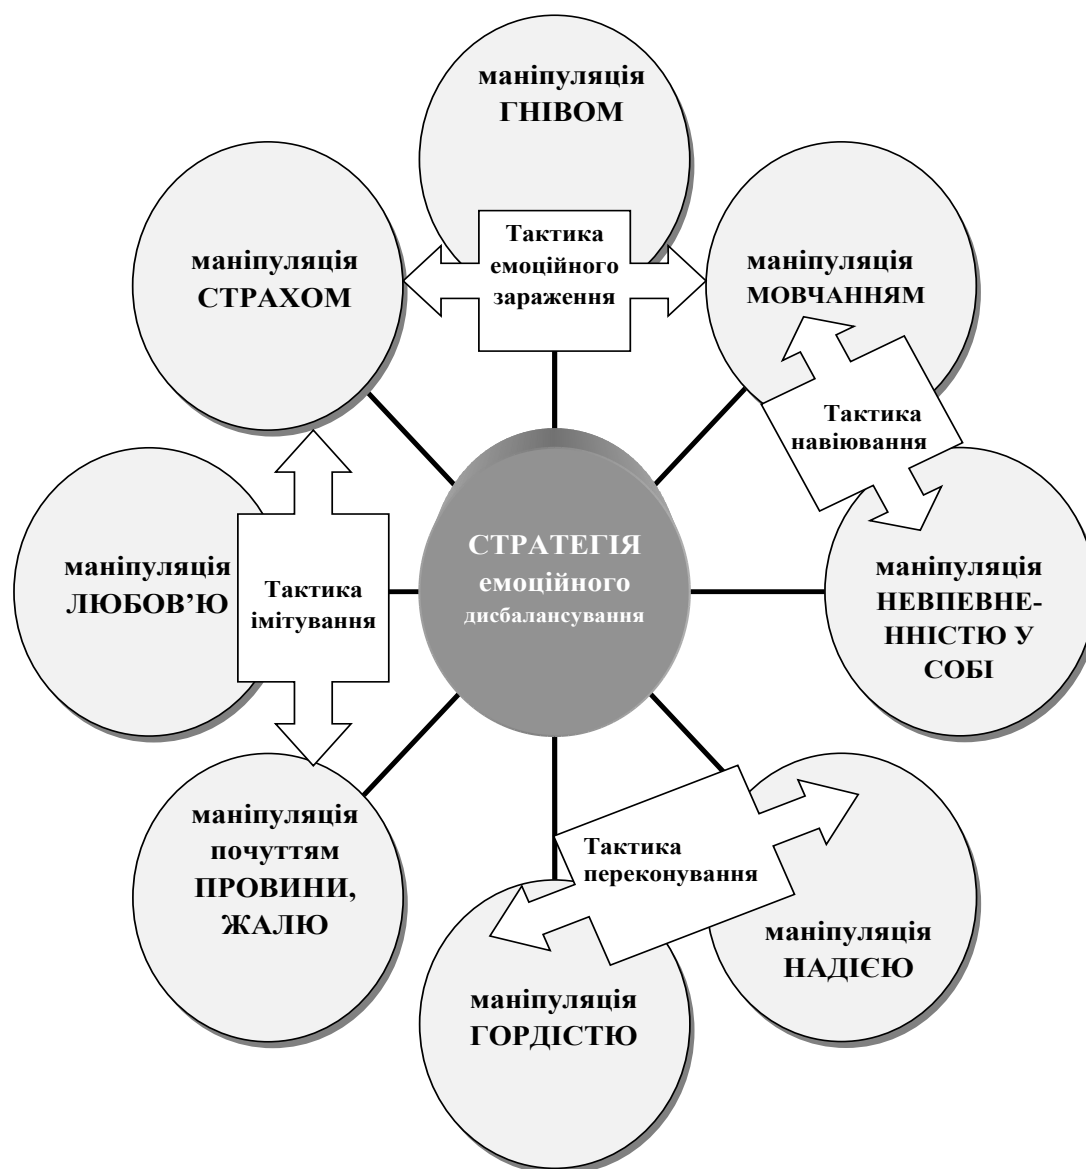 маніпуляція
ГНІВОМ
Тактика
емоційного
зараження
маніпуляція
СТРАХОМ
маніпуляція
МОВЧАННЯМ
Тактика
навіювання
маніпуляція
ЛЮБОВ’Ю
Тактика
імітування
СТРАТЕГІЯ
емоційного
дисбалансування
маніпуляція
НЕВПЕВНЕ-
ННІСТЮ У
СОБІ
маніпуляція
почуттям
ПРОВИНИ,
ЖАЛЮ
Тактика
переконування
маніпуляція
НАДІЄЮ
маніпуляція
ГОРДІСТЮ